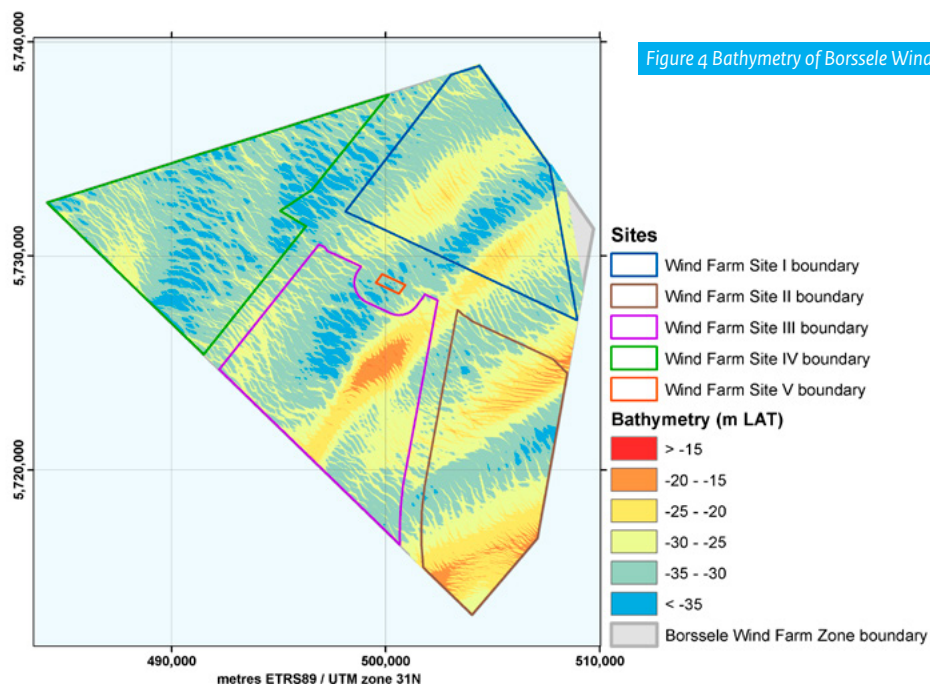 Figure 4 Bathymetry of Borssele Wind
5,740,000
5,730,000
5,720,000
490,000
500,000
510,000
metres ETRS89 / UTM zone 31N
Sites
Wind Farm Site I boundary
Wind Farm Site II boundary
Wind Farm Site III boundary
Wind Farm Site IV boundary
Wind Farm Site V boundary
Bathymetry (m LAT)
> -15
-20 - -15
-25 - -20
-30 - -25
-35 - -30
< -35
Borssele Wind Farm Zone boundary